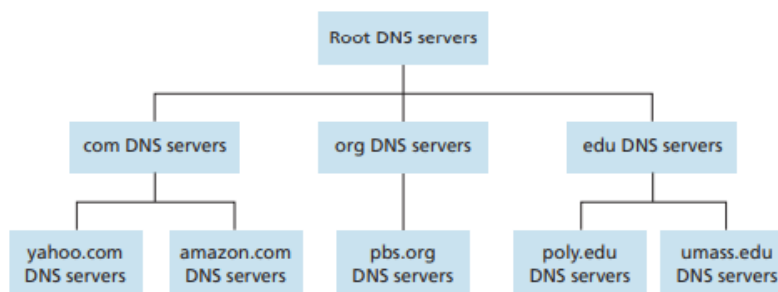 Root DNS servers
com DNS servers
org DNS servers
edu DNS servers
yahoo.com
DNS servers
amazon.com
DNS servers
pbs.org
DNS servers
poly.edu
DNS servers
umass.edu
DNS servers